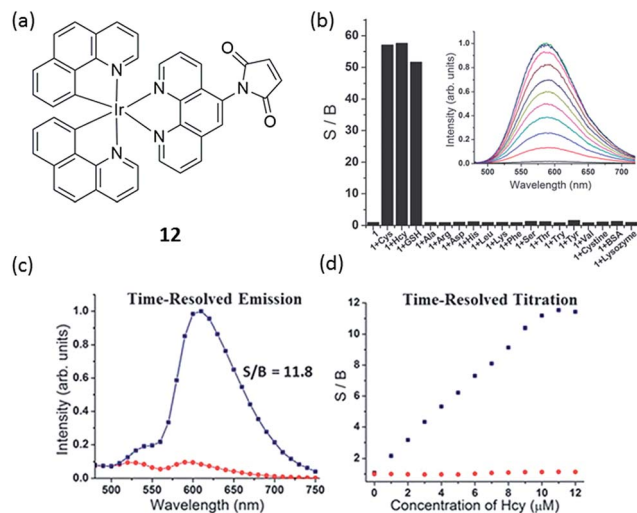 (a)
N
O
N
N
Ir
N
O
N
12
(b)
S / B
60
50
40
30
20
10
0
1
1+Cys
1+Hcy
1+GSH
1+Ala
1+Arg
1+Asp
1+His
1+Leu
1+Lys
1+Phe
1+Ser
1+Thr
1+Try
1+Tyr
1+Val
1+Cystine
1+BSA
1+Lysozyme
Intensity (arb. units)
1.0
0.8
0.6
0.4
0.2
0.0
500 550 600 650 700
Wavelength (nm)
(c)
Time-Resolved Emission
S/B = 11.8
Intensity (arb. units)
1.0
0.8
0.6
0.4
0.2
0.0
500 550 600 650 700 750
Wavelength (nm)
(d)
Time-Resolved Titration
S / B
12
10
8
6
4
2
0 2 4 6 8 10 12
Concentration of Hcy (μM)